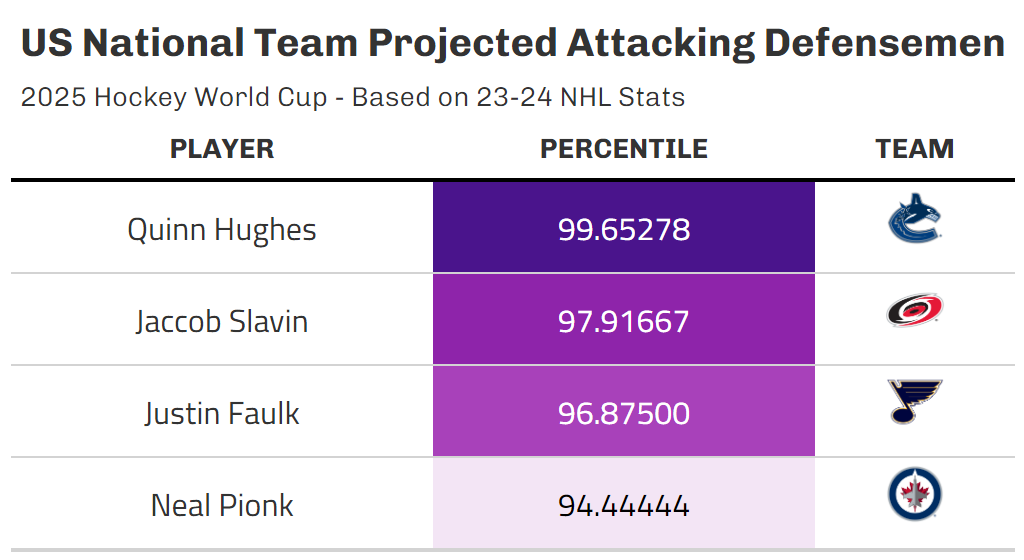 US National Team Projected Attacking Defensemen
2025 Hockey World Cup - Based on 23-24 NHL Stats
PLAYER PERCENTILE TEAM
Quinn Hughes 99.65278
Jaccob Slavin 97.91667
Justin Faulk 96.87500
Neal Pionk 94.44444